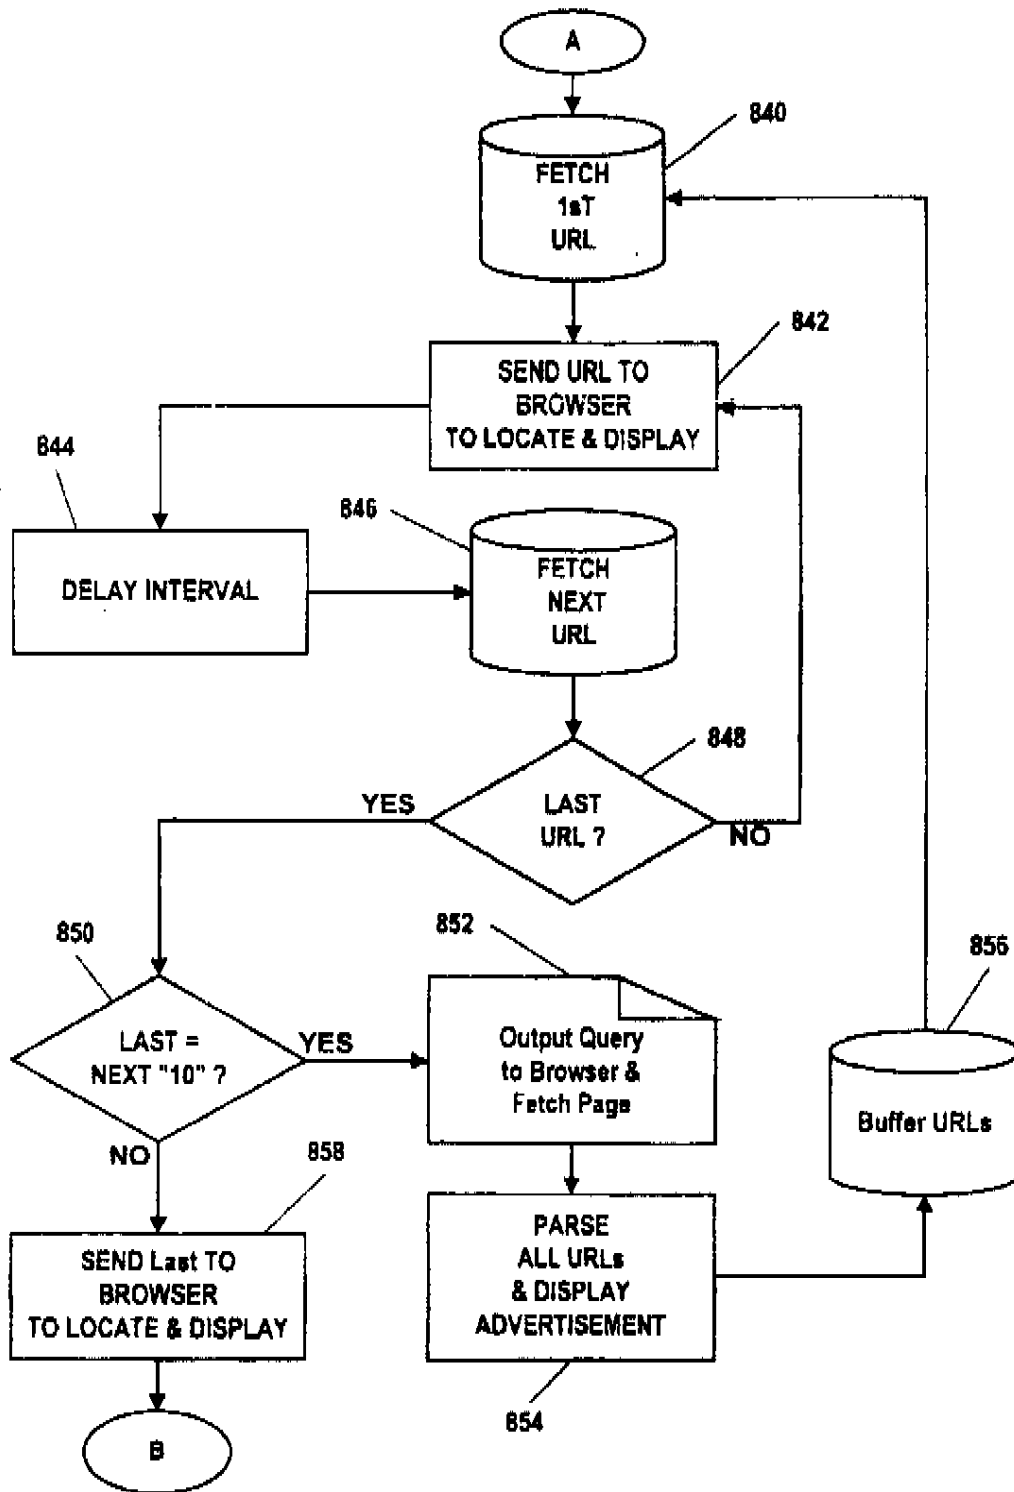 A
840
FETCH
1sT
URL
842
SEND URL TO
BROWSER
TO LOCATE & DISPLAY
844
DELAY INTERVAL
846
FETCH
NEXT
URL
848
LAST
URL ?
YES
NO
850
LAST =
NEXT "10" ?
YES
NO
852
Output Query
to Browser &
Fetch Page
856
Buffer URLs
858
SEND Last TO
BROWSER
TO LOCATE & DISPLAY
PARSE
ALL URLs
& DISPLAY
ADVERTISEMENT
854
B